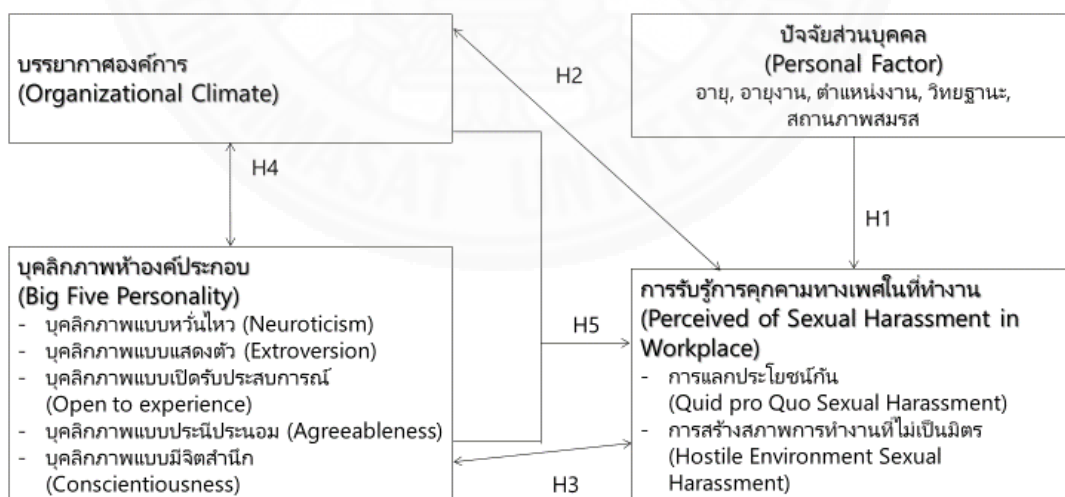 บรรยากาศองค์การ
(Organizational Climate)
H2
ปัจจัยส่วนบุคคล
(Personal Factor)
อายุ, อายุงาน, ตำแหน่งงาน, วิทยฐานะ,
สถานภาพสมรส
H4
H1
บุคลิกภาพห้าองค์ประกอบ
(Big Five Personality)
- บุคลิกภาพแบบหวั่นไหว (Neuroticism)
- บุคลิกภาพแบบแสดงตัว (Extroversion)
- บุคลิกภาพแบบเปิดรับประสบการณ์
(Open to experience)
- บุคลิกภาพแบบประนีประนอม (Agreeableness)
- บุคลิกภาพแบบมีจิตสำนึก
(Conscientiousness)
H5
H3
การรับรู้การคุกคามทางเพศในที่ทำงาน
(Perceived of Sexual Harassment in
Workplace)
- การแลกประโยชน์กัน
(Quid pro Quo Sexual Harassment)
- การสร้างสภาพการทำงานที่ไม่เป็นมิตร
(Hostile Environment Sexual
Harassment)